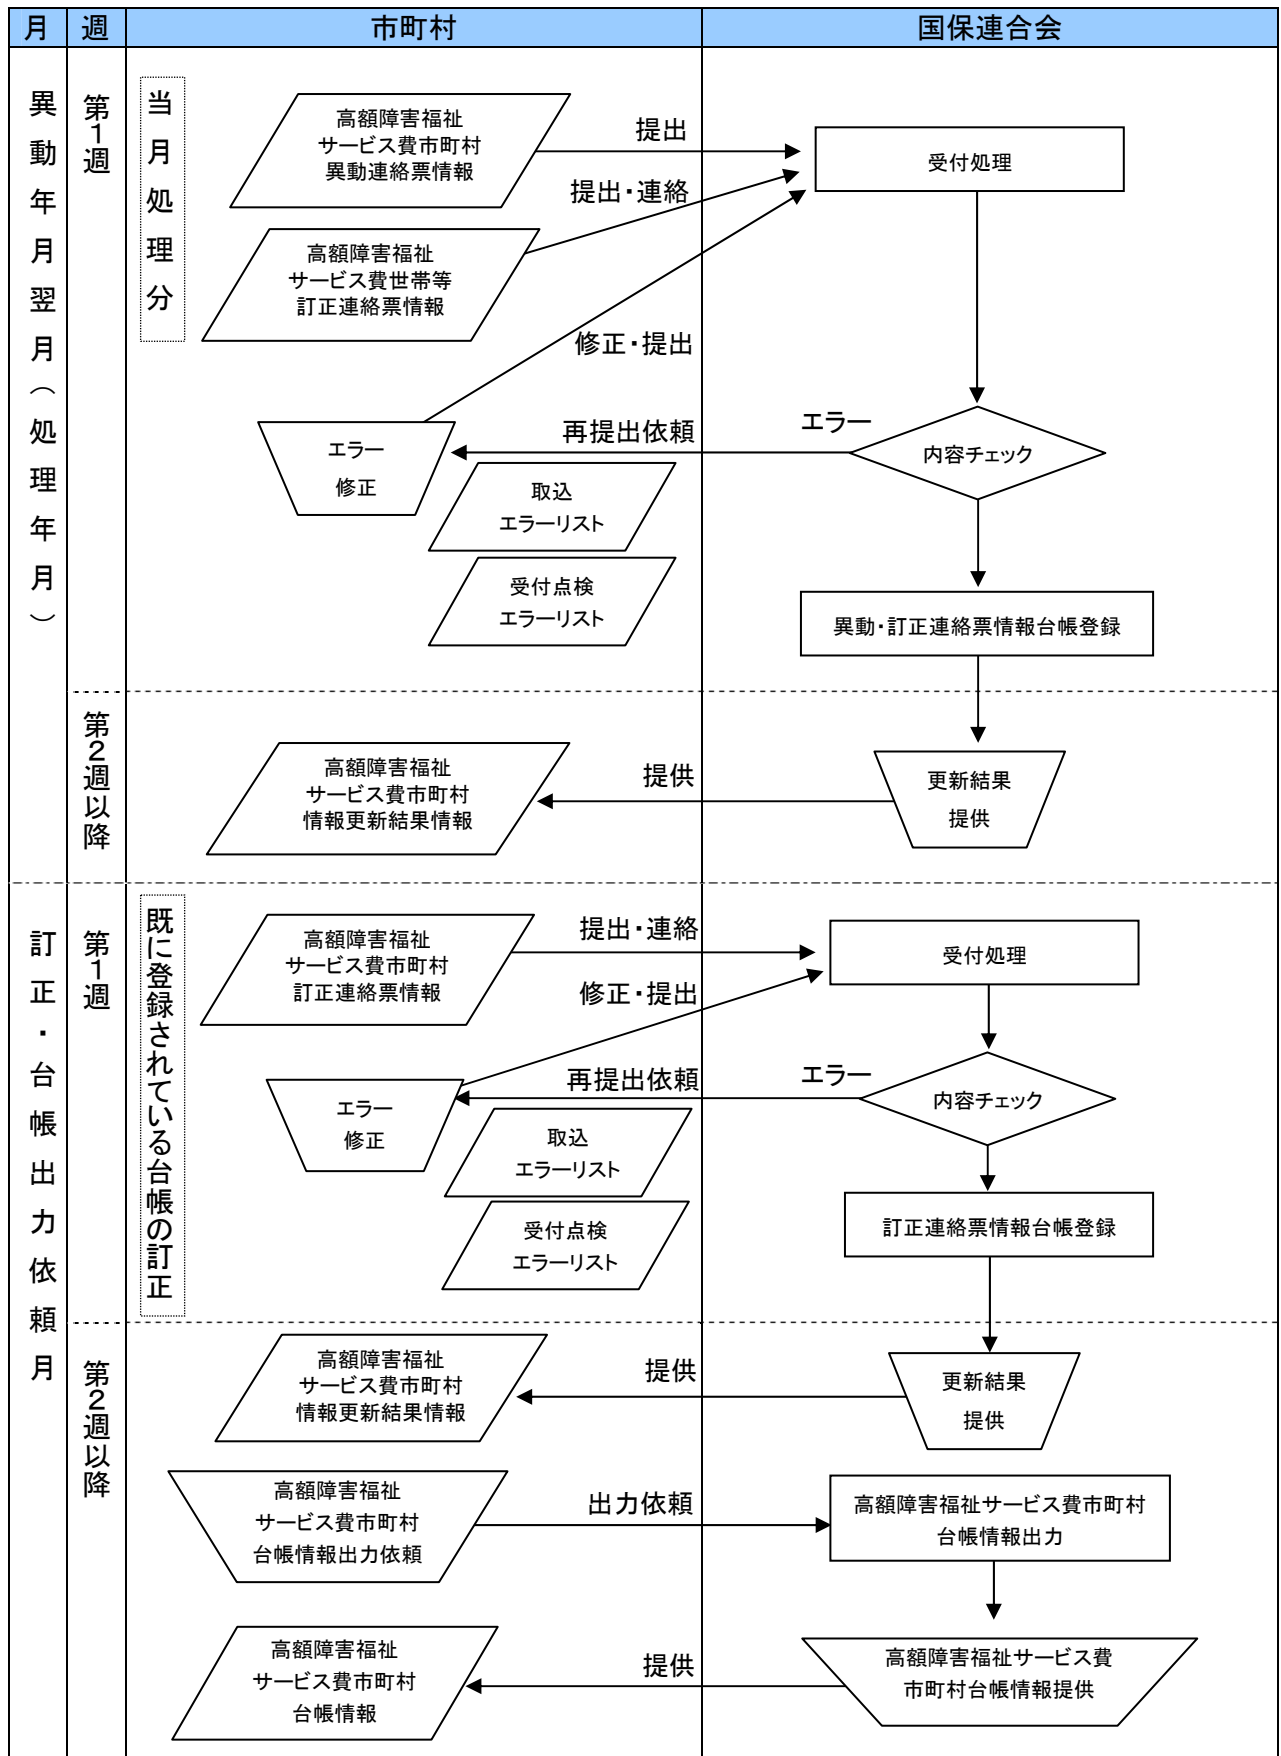 月
週
市町村
国保連合会
異動年月翌月（処理年月）
第1週
当月処理分
高額障害福祉
サービス費市町村
異動連絡票情報
提出
受付処理
提出・連絡
高額障害福祉
サービス費世帯等
訂正連絡票情報
修正・提出
エラー
修正
再提出依頼
エラー
内容チェック
取込
エラーリスト
受付点検
エラーリスト
異動・訂正連絡票情報台帳登録
第2週以降
高額障害福祉
サービス費市町村
情報更新結果情報
提供
更新結果
提供
訂正・台帳出力依頼月
第1週
既に登録されている台帳の訂正
高額障害福祉
サービス費市町村
訂正連絡票情報
提出・連絡
受付処理
修正・提出
エラー
修正
再提出依頼
エラー
内容チェック
取込
エラーリスト
受付点検
エラーリスト
訂正連絡票情報台帳登録
第2週以降
高額障害福祉
サービス費市町村
情報更新結果情報
提供
更新結果
提供
高額障害福祉
サービス費市町村
台帳情報出力依頼
出力依頼
高額障害福祉サービス費市町村
台帳情報出力
高額障害福祉
サービス費市町村
台帳情報
提供
高額障害福祉サービス費
市町村台帳情報提供